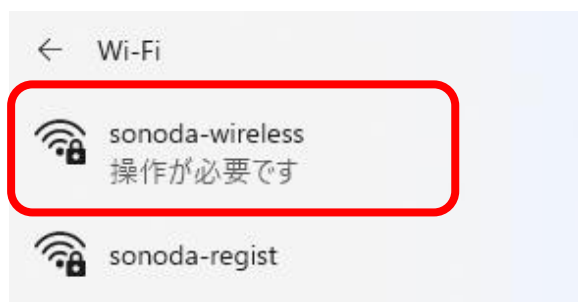 ← Wi-Fi
sonoda-wireless
操作が必要です
sonoda-regist